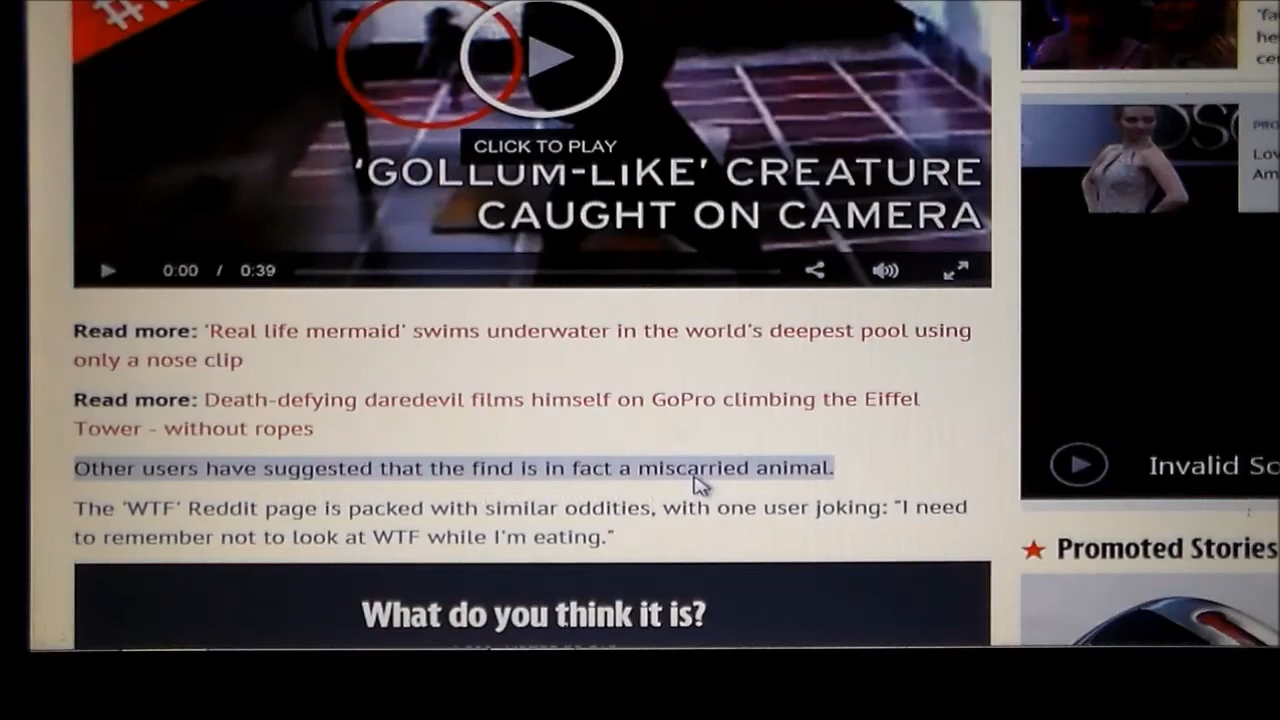 CLICK TO PLAY
'GOLLUM-LIKE' CREATURE
CAUGHT ON CAMERA
0:00 / 0:39
Read more: 'Real life mermaid' swims underwater in the world's deepest pool using
only a nose clip
Read more: Death-defying daredevil films himself on GoPro climbing the Eiffel
Tower - without ropes
Other users have suggested that the find is in fact a miscarried animal.
The 'WTF' Reddit page is packed with similar oddities, with one user joking: "I need
to remember not to look at WTF while I'm eating."
What do you think it is?
Promoted Stories
Invalid